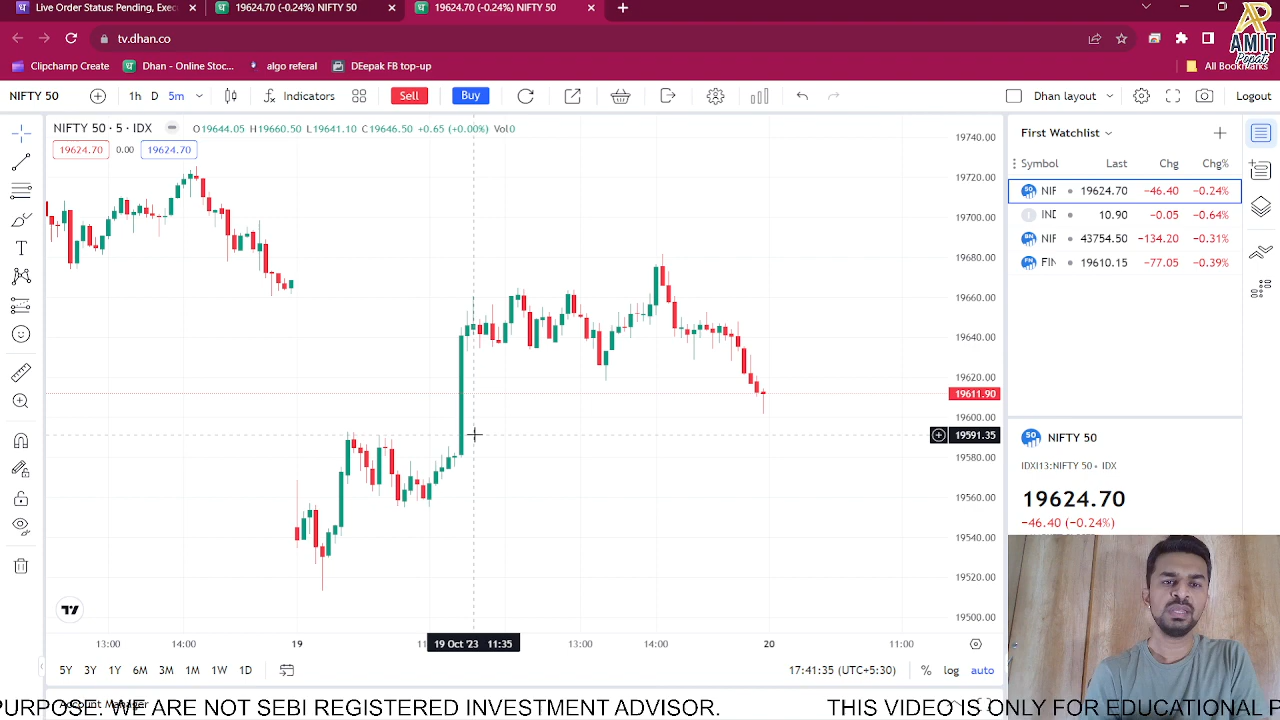 Live Order Status: Pending, Exec
19624.70 (-0.24%) NIFTY 50
19624.70 (-0.24%) NIFTY 50
tv.dhan.co
AMIT
Clipchamp Create
Dhan - Online Stoc...
algo referal
DEepak FB top-up
All Bookmarks
NIFTY 50
1h D 5m
Indicators
Sell
Buy
Dhan layout
Logout
NIFTY 50 · 5 · IDX
O19644.05 H19660.50 L19641.10 C19646.50 +0.65 (+0.00%) Vol0
19624.70 0.00 19624.70
First Watchlist
Symbol Last Chg Chg%
NIF 19624.70 −46.40 −0.24%
IND 10.90 −0.05 −0.64%
NIF 43754.50 −134.20 −0.31%
FIN 19610.15 −77.05 −0.39%
19740.00
19720.00
19700.00
19680.00
19660.00
19640.00
19620.00
19611.90
19600.00
19591.35
19580.00
19560.00
19540.00
19520.00
19500.00
NIFTY 50
IDXI13:NIFTY 50 • IDX
19624.70
−46.40 (−0.24%)
13:00 14:00 19 11 19 Oct '23 11:35 13:00 14:00 20 11:00
5Y 3Y 1Y 6M 3M 1M 1W 1D
17:41:35 (UTC+5:30) % log auto
Account Manager
PURPOSE. WE ARE NOT SEBI REGISTERED INVESTMENT ADVISOR. THIS VIDEO IS ONLY FOR EDUCATIONAL P